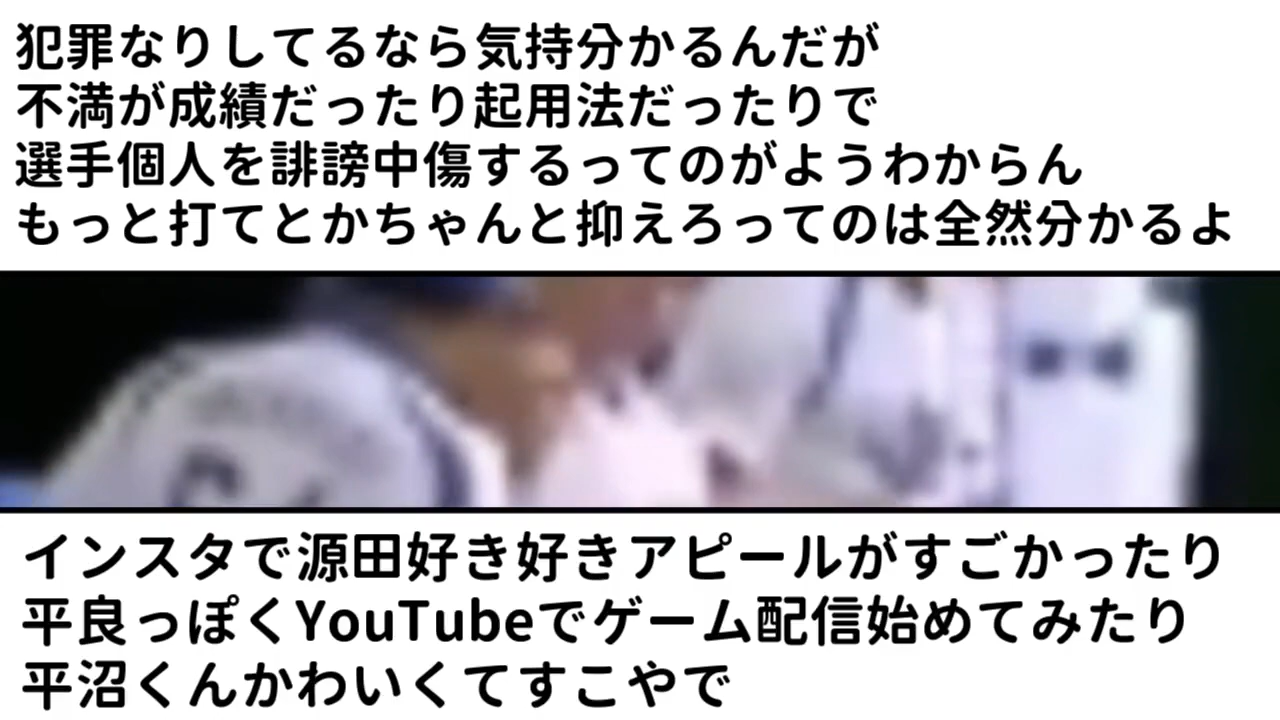 犯罪なりしてるなら気持分かるんだが
不満が成績だったり起用法だったりで
選手個人を誹謗中傷するってのがようわからん
もっと打てとかちゃんと抑えろってのは全然分かるよ
インスタで源田好き好きアピールがすごかったり
平良っぽくYouTubeでゲーム配信始めてみたり
平沼くんかわいくてすこやで